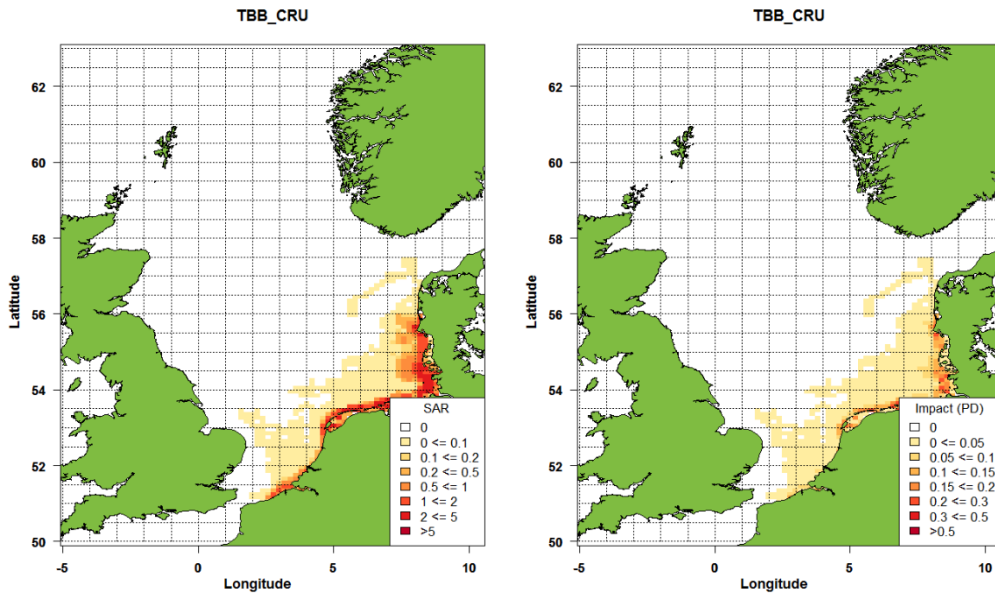 TBB_CRU
62
60
58
56
54
52
50
Latitude
-5
0
5
10
Longitude
SAR
0
0 <= 0.1
0.1 <= 0.2
0.2 <= 0.5
0.5 <= 1
1 <= 2
2 <= 5
>5
TBB_CRU
62
60
58
56
54
52
50
Latitude
-5
0
5
10
Longitude
Impact (PD)
0
0 <= 0.05
0.05 <= 0.1
0.1 <= 0.15
0.15 <= 0.2
0.2 <= 0.3
0.3 <= 0.5
>0.5